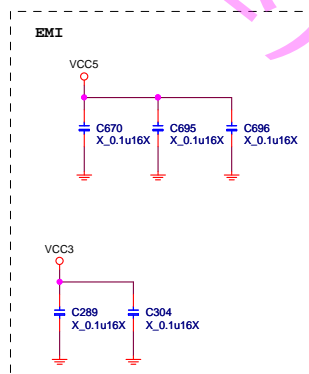 EMI
VCC5
C670 C695 C696
X_0.1u16X X_0.1u16X X_0.1u16X
VCC3
C289 C304
X_0.1u16X X_0.1u16X